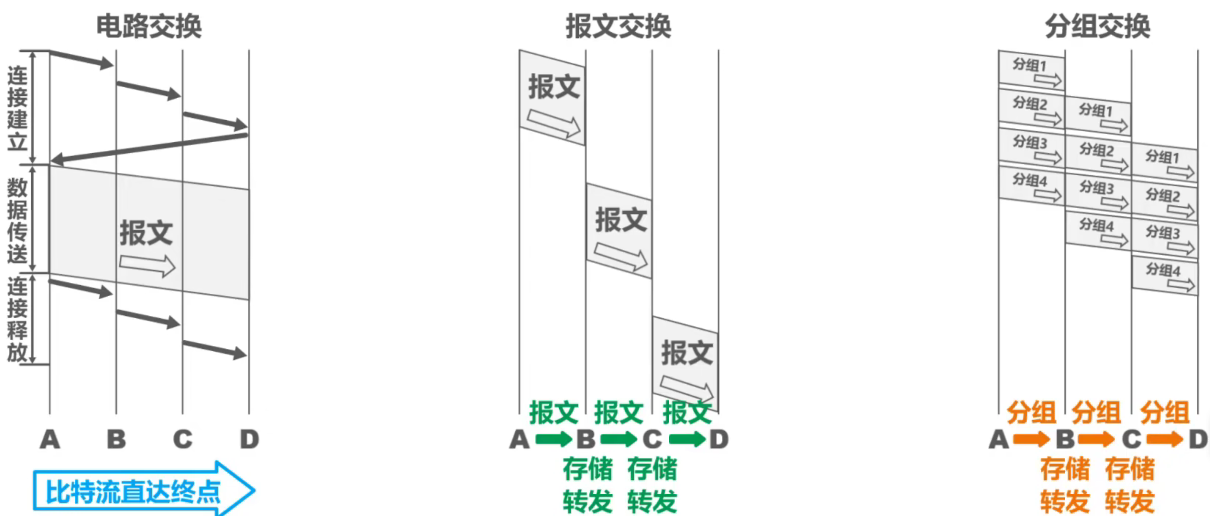 电路交换
连接建立
数据传送
连接释放
报文
A B C D
比特流直达终点
报文交换
报文
报文
报文
报文 报文 报文
A B C D
存储 存储
转发 转发
分组交换
分组1
分组2 分组1
分组3 分组2 分组1
分组4 分组3 分组2
分组4 分组3
分组4
分组 分组 分组
A B C D
存储 存储
转发 转发